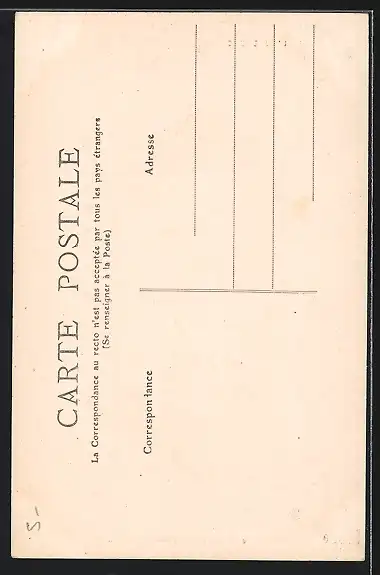 CARTE POSTALE
La Correspondance au recto n'est pas acceptée par tous les pays étrangers
(Se renseigner à la Poste)
Correspondance
Adresse
5-